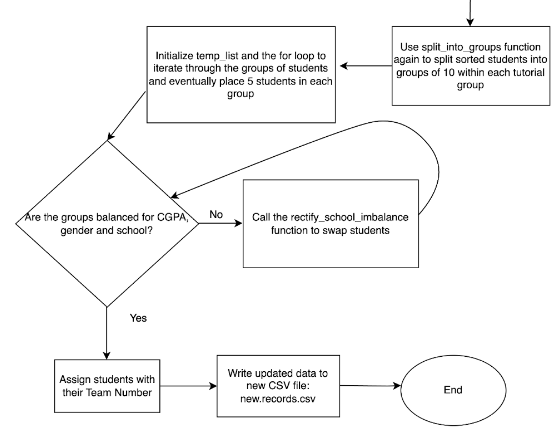 Use split_into_groups function
again to split sorted students into
groups of 10 within each tutorial
group
Initialize temp_list and the for loop to
iterate through the groups of students
and eventually place 5 students in each
group
Are the groups balanced for CGPA,
gender and school?
No
Call the rectify_school_imbalance
function to swap students
Yes
Assign students with
their Team Number
Write updated data to
new CSV file:
new.records.csv
End